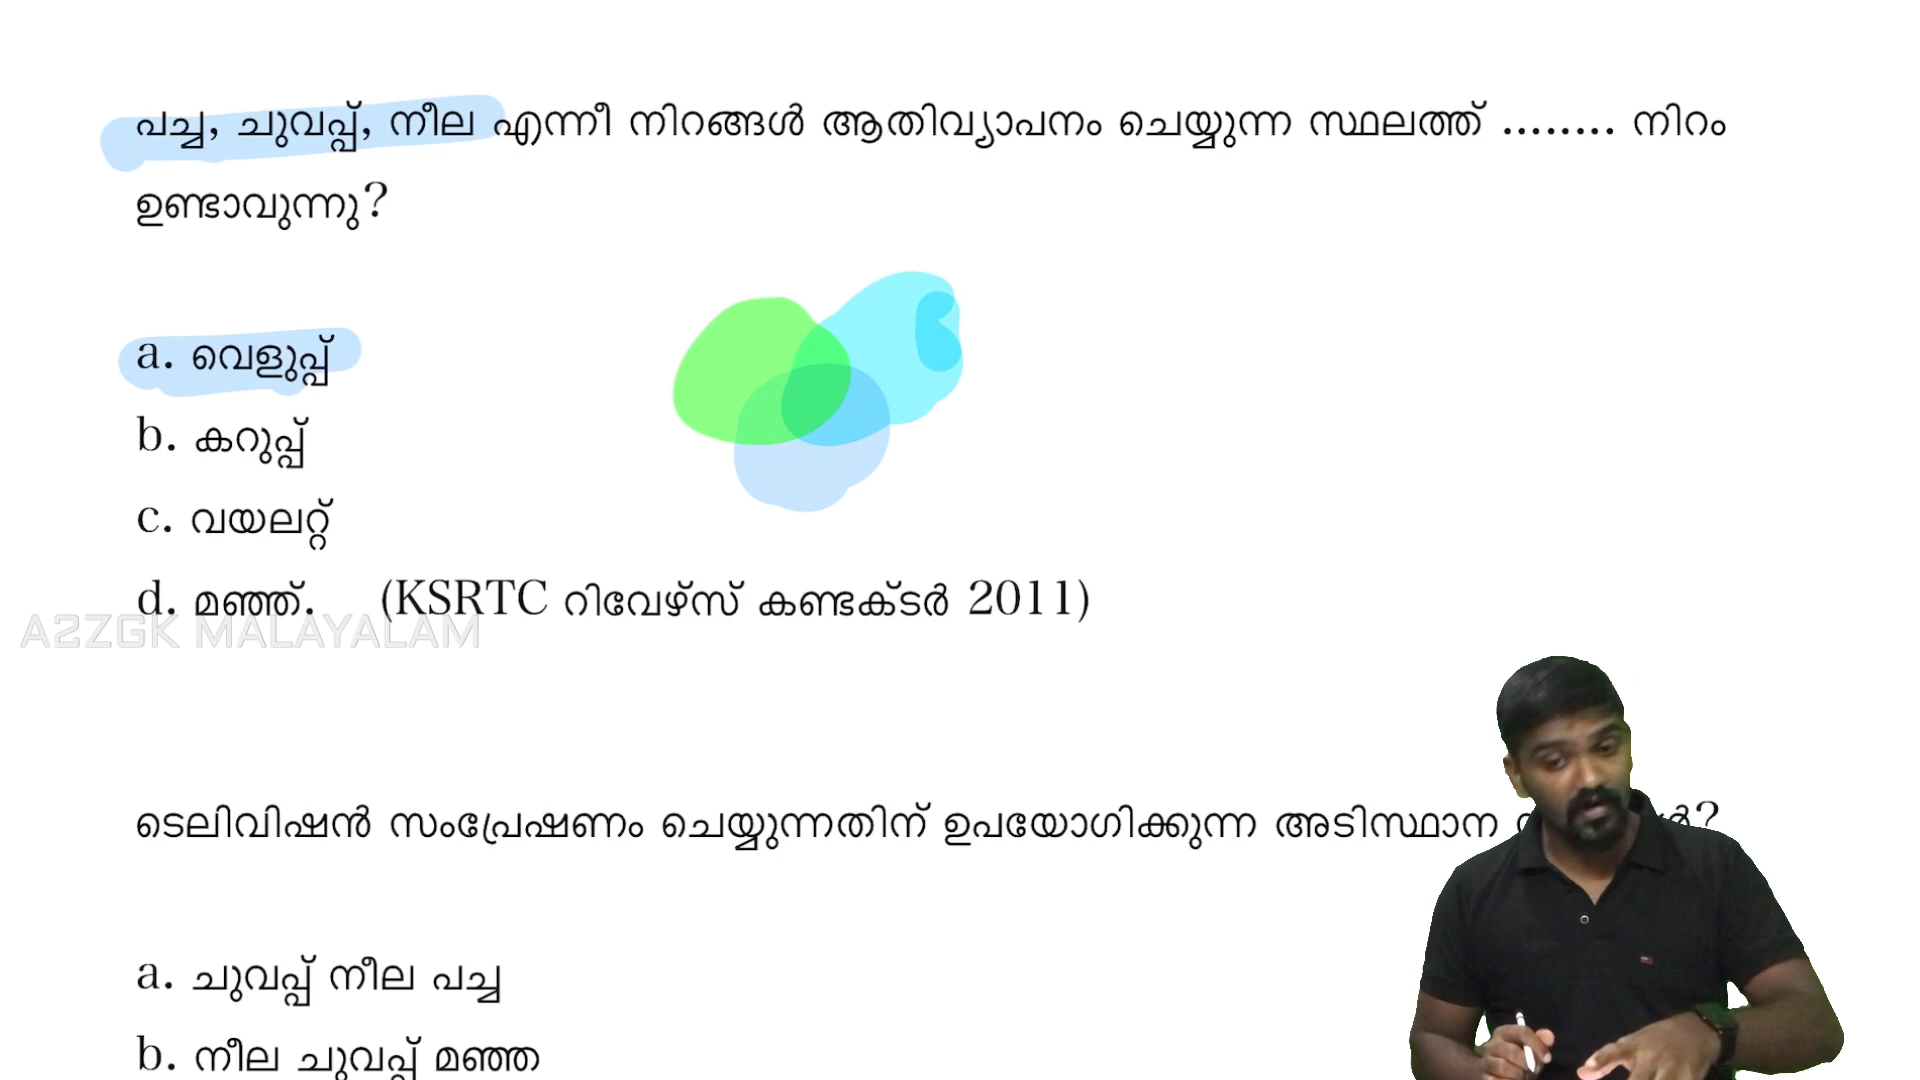 പച്ച, ചുവപ്പ്, നീല എന്നീ നിറങ്ങൾ ആതിവ്യാപനം ചെയ്യുന്ന സ്ഥലത്ത് ........ നിറം
ഉണ്ടാവുന്നു?
a. വെളുപ്പ്
b. കറുപ്പ്
c. വയലറ്റ്
d. മഞ്ഞ്. (KSRTC റിവേഴ്സ് കണ്ടക്ടർ 2011)
A2ZGK MALAYALAM
ടെലിവിഷൻ സംപ്രേഷണം ചെയ്യുന്നതിന് ഉപയോഗിക്കുന്ന അടിസ്ഥാന
a. ചുവപ്പ് നീല പച്ച
b. നീല ചുവപ്പ് മഞ്ഞ